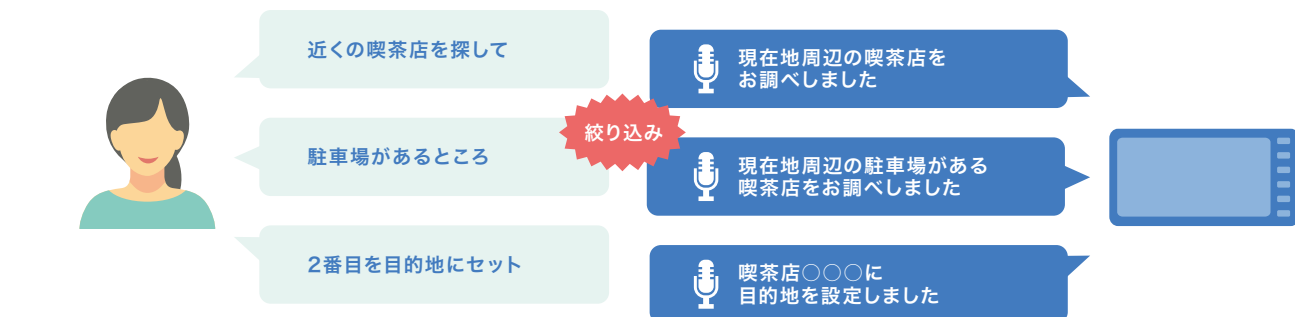 近くの喫茶店を探して
現在地周辺の喫茶店を
お調べしました
絞り込み
駐車場があるところ
現在地周辺の駐車場がある
喫茶店をお調べしました
2番目を目的地にセット
喫茶店○○○に
目的地を設定しました